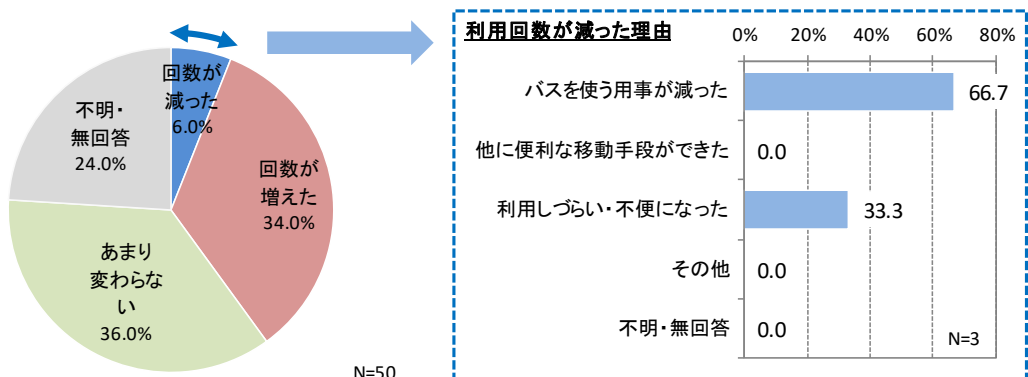 回数が
減った
6.0%
回数が
増えた
34.0%
あまり
変わらな
い
36.0%
不明・
無回答
24.0%
N=50
利用回数が減った理由
0% 20% 40% 60% 80%
バスを使う用事が減った 66.7
他に便利な移動手段ができた 0.0
利用しづらい・不便になった 33.3
その他 0.0
不明・無回答 0.0
N=3